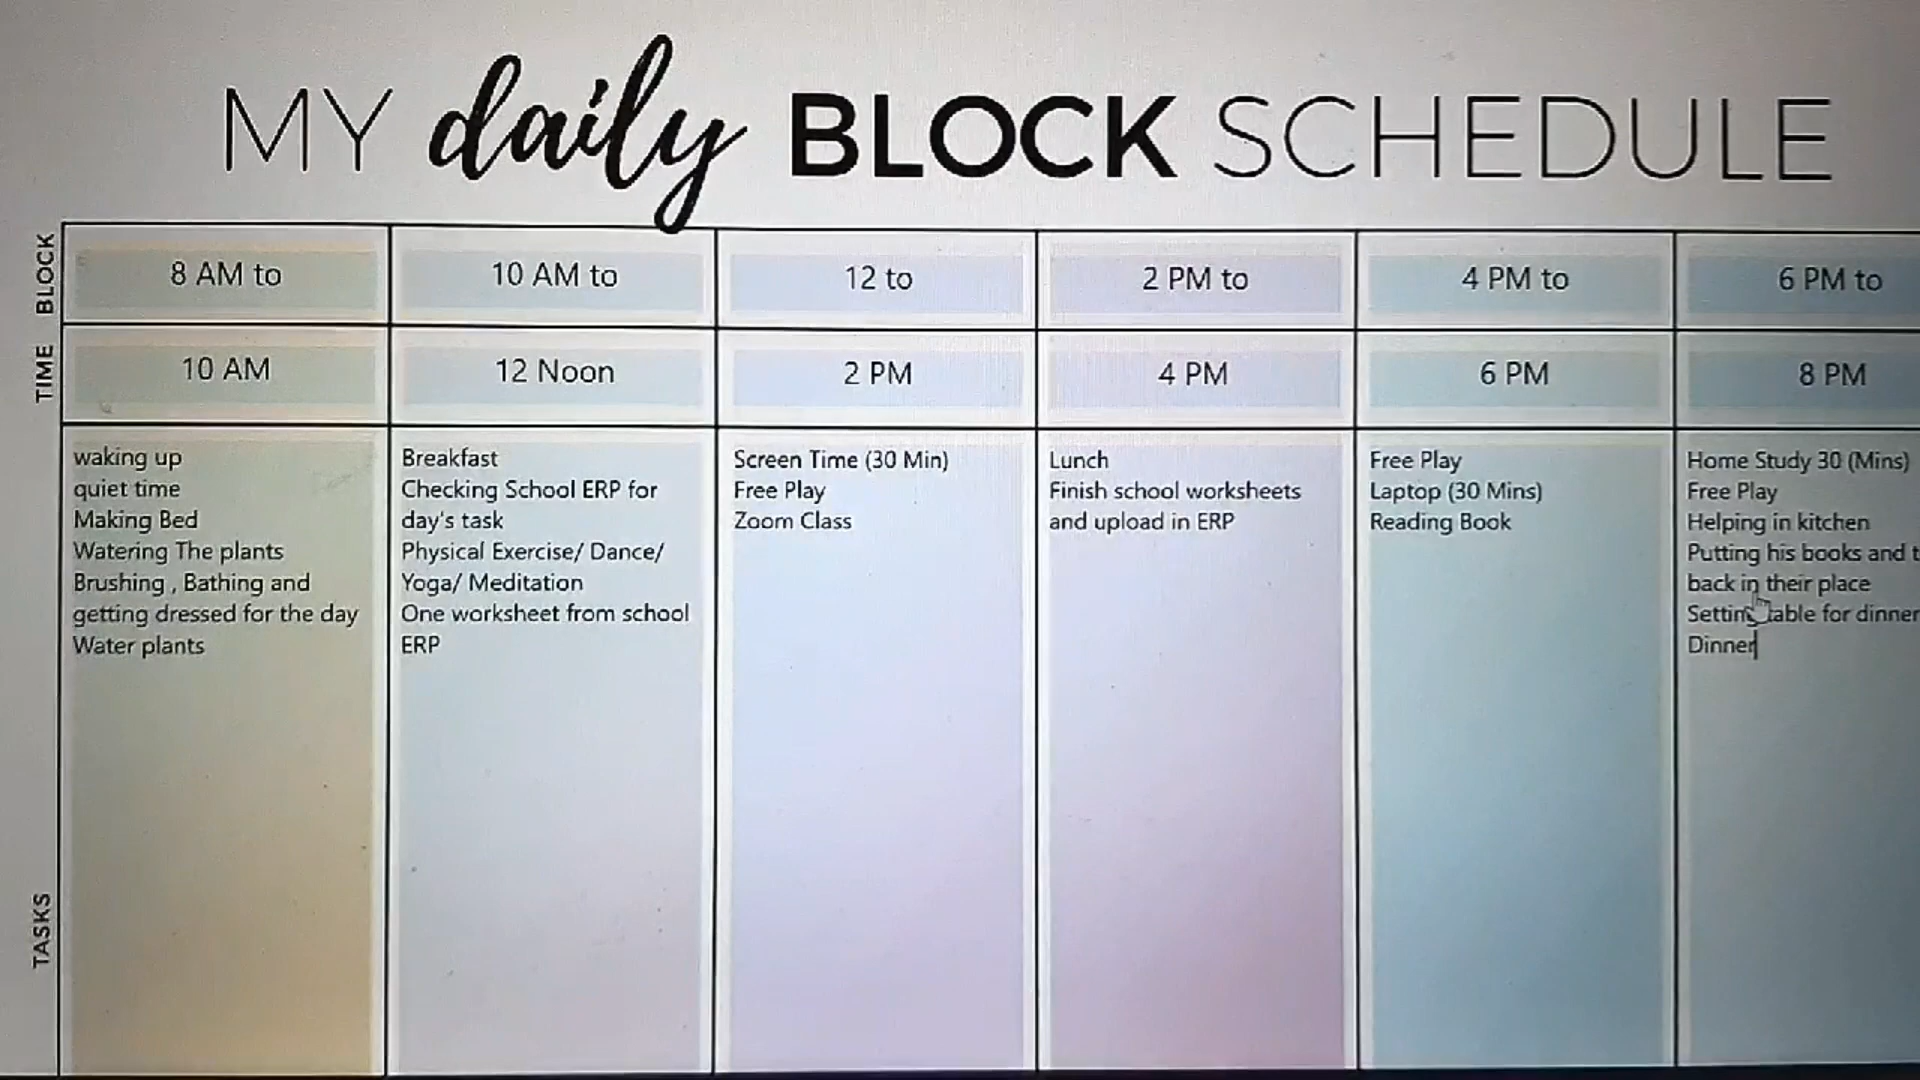 MY daily BLOCK SCHEDULE
BLOCK
8 AM to
10 AM to
12 to
2 PM to
4 PM to
6 PM to
TIME
10 AM
12 Noon
2 PM
4 PM
6 PM
8 PM
TASKS
waking up
quiet time
Making Bed
Watering The plants
Brushing , Bathing and
getting dressed for the day
Water plants
Breakfast
Checking School ERP for
day's task
Physical Exercise/ Dance/
Yoga/ Meditation
One worksheet from school
ERP
Screen Time (30 Min)
Free Play
Zoom Class
Lunch
Finish school worksheets
and upload in ERP
Free Play
Laptop (30 Mins)
Reading Book
Home Study 30 (Mins)
Free Play
Helping in kitchen
Putting his books and
back in their place
Setting table for dinner
Dinner